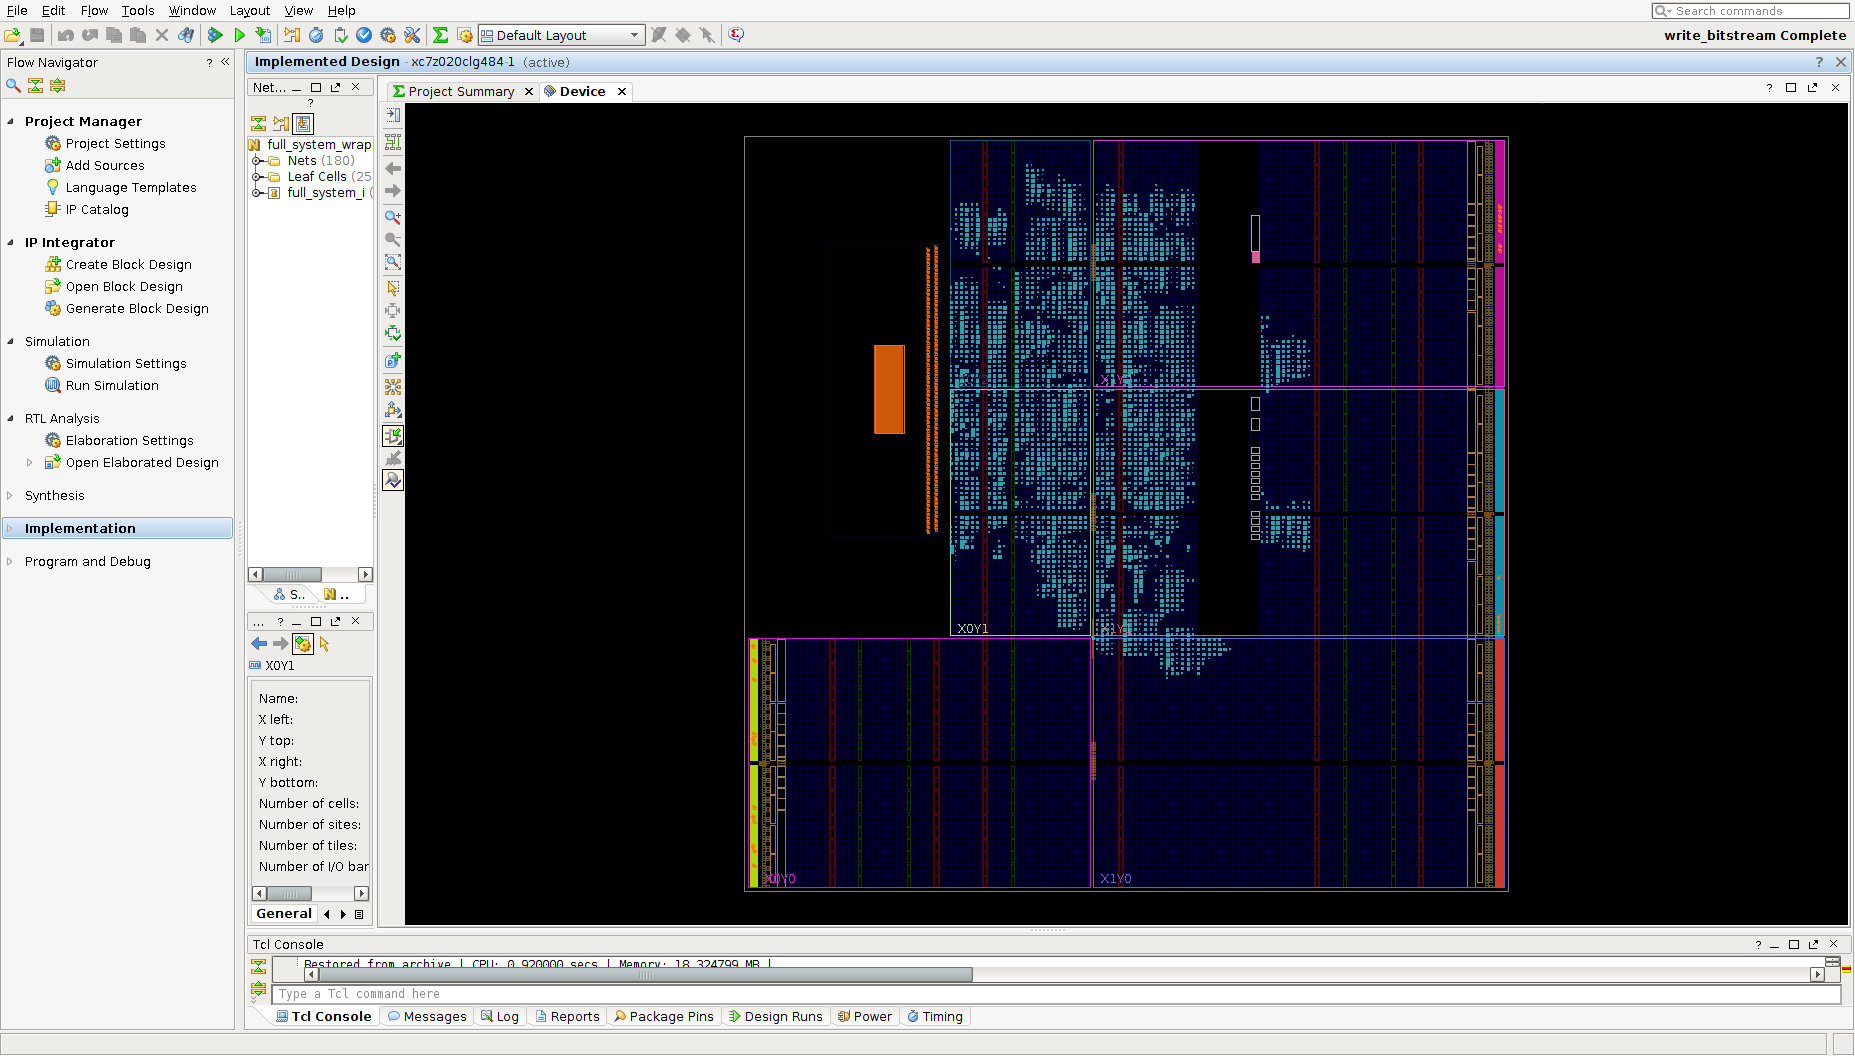 File Edit Flow Tools Window Layout View Help
Search commands
Default Layout
write_bitstream Complete
Flow Navigator ? «
Project Manager
Project Settings
Add Sources
Language Templates
IP Catalog
IP Integrator
Create Block Design
Open Block Design
Generate Block Design
Simulation
Simulation Settings
Run Simulation
RTL Analysis
Elaboration Settings
Open Elaborated Design
Synthesis
Implementation
Program and Debug
Implemented Design - xc7z020clg484-1 (active)
Net...
?
full_system_wrap
Nets (180)
Leaf Cells (25
full_system_i (
S.. ..
... ?
X0Y1
Name:
X left:
Y top:
X right:
Y bottom:
Number of cells:
Number of sites:
Number of tiles:
Number of I/O bar
General
Project Summary
Device
X0Y1
X0Y0
X1Y0
Tcl Console
Restored from archive | CPU: 0.920000 secs | Memory: 18.324799 MB |
Type a Tcl command here
Tcl Console Messages Log Reports Package Pins Design Runs Power Timing